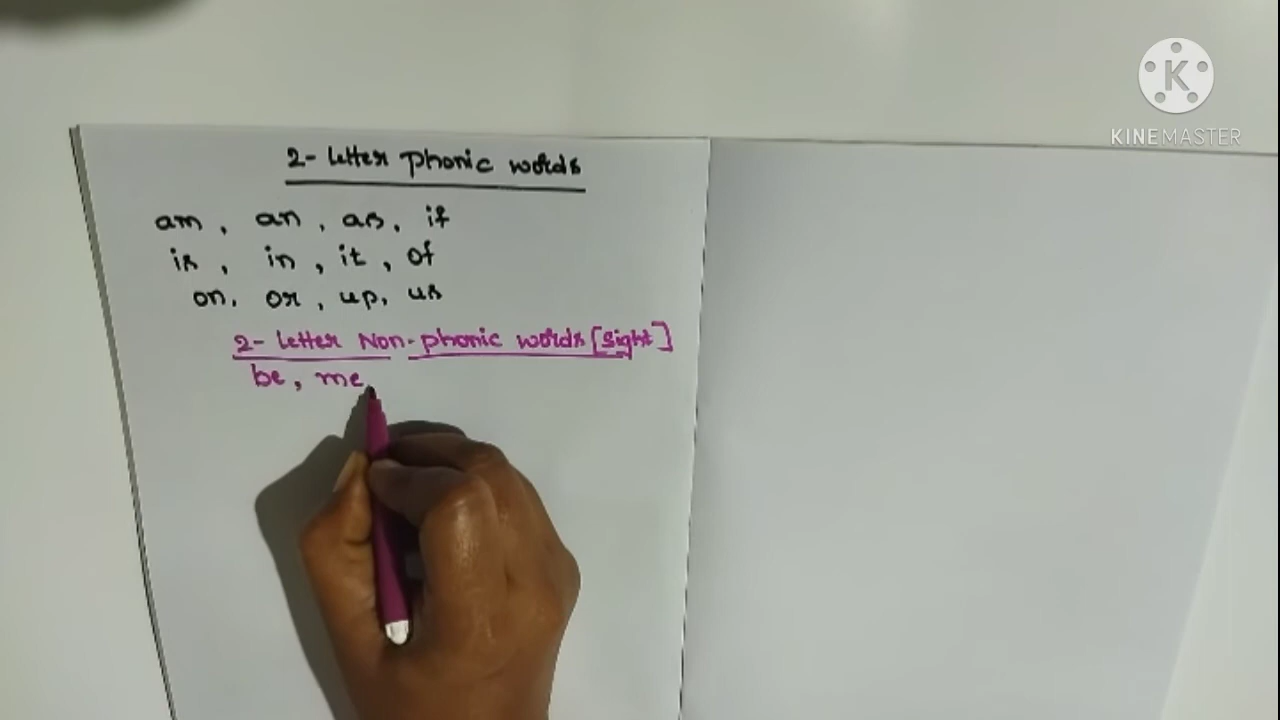 KINEMASTER
2- letter phonic words
am, an, as, if
is, in, it, of
on, or, up, us
2- letter Non-phonic words [Sight]
be, me